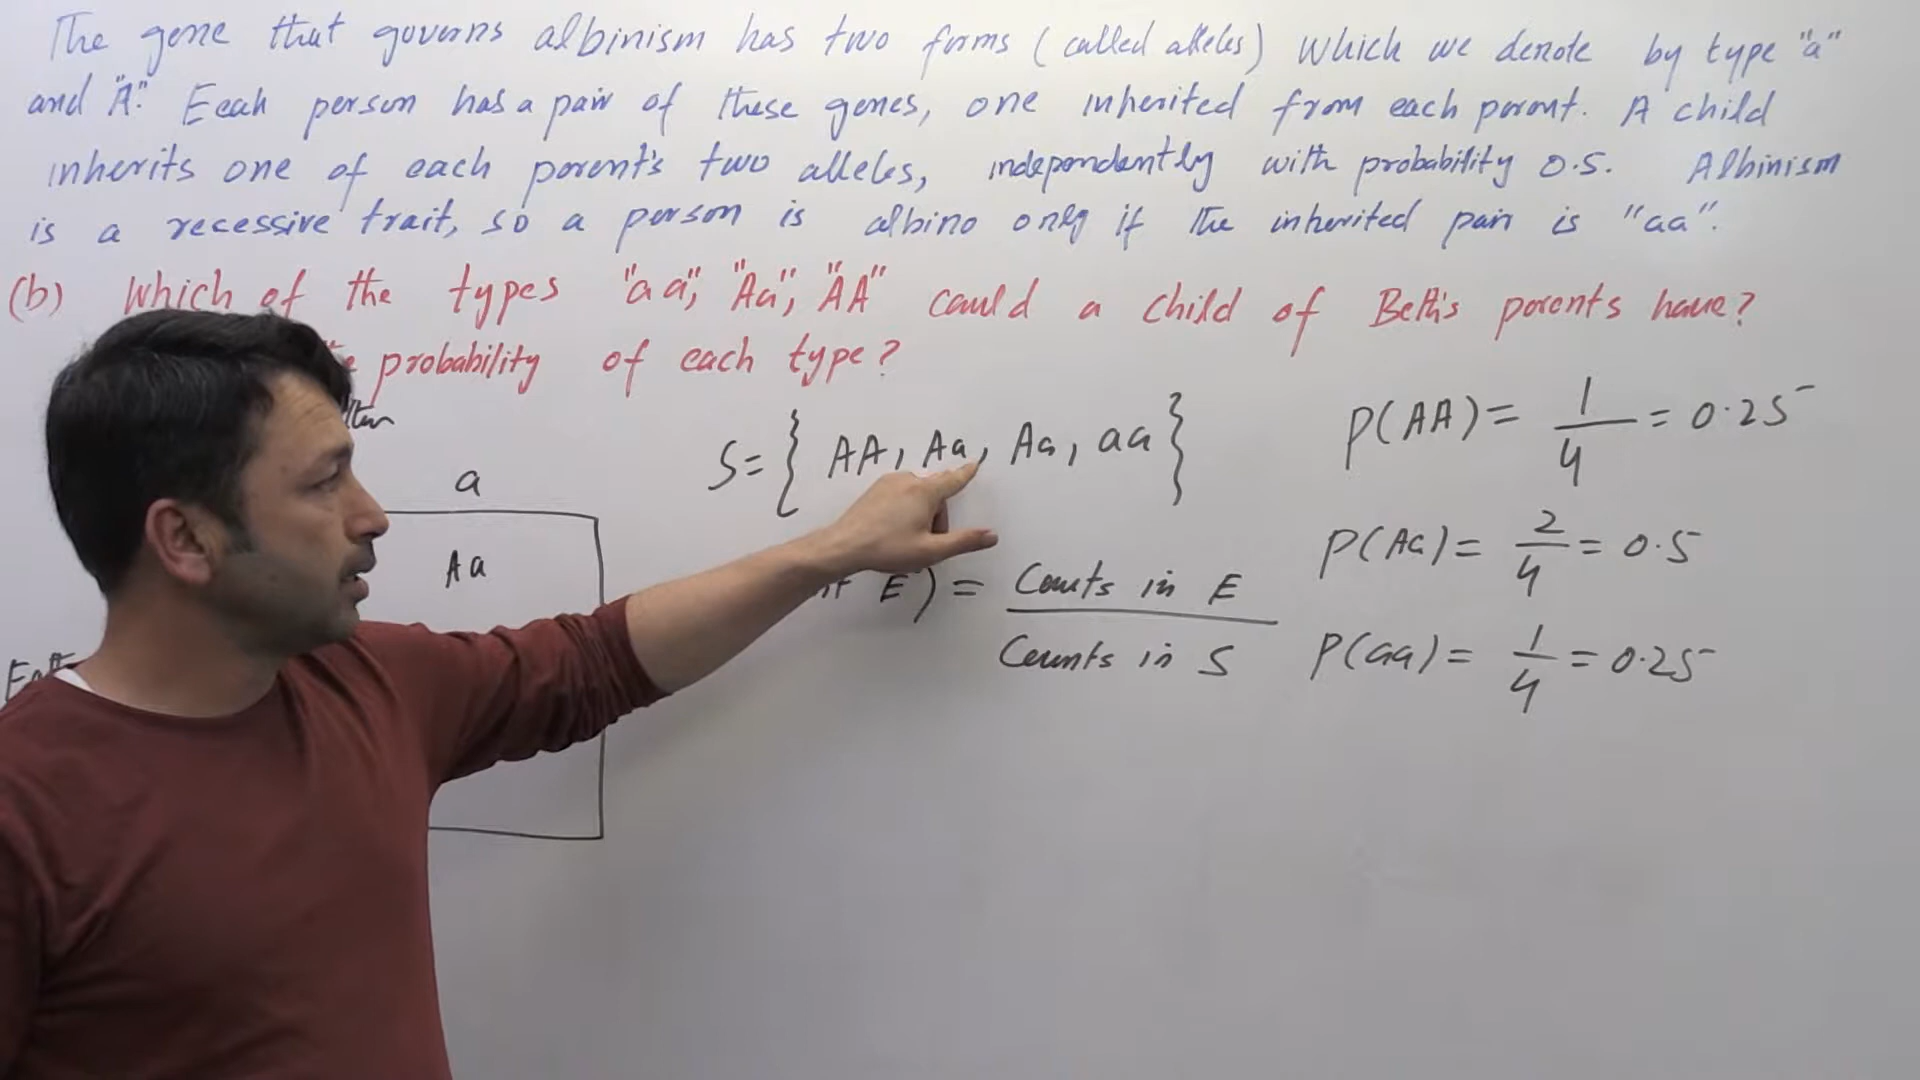 The gene that governs albinism has two forms (called alleles) which we denote by type "a"
and "A". Eeah person has a pair of these genes, one inherited from each parent. A child
inherits one of each parent's two alleles, independently with probability 0.5. Albinism
is a recessive trait, so a person is albino only if the inherited pair is "aa".
(b) Which of the types "aa", "Aa", "AA" could a child of Beth's parents have?
probability of each type?
S = { AA, Aa, Aa, aa }
P(AA) = 1/4 = 0.25
a
Aa
E) = Counts in E / Counts in S
P(Aa) = 2/4 = 0.5
P(aa) = 1/4 = 0.25